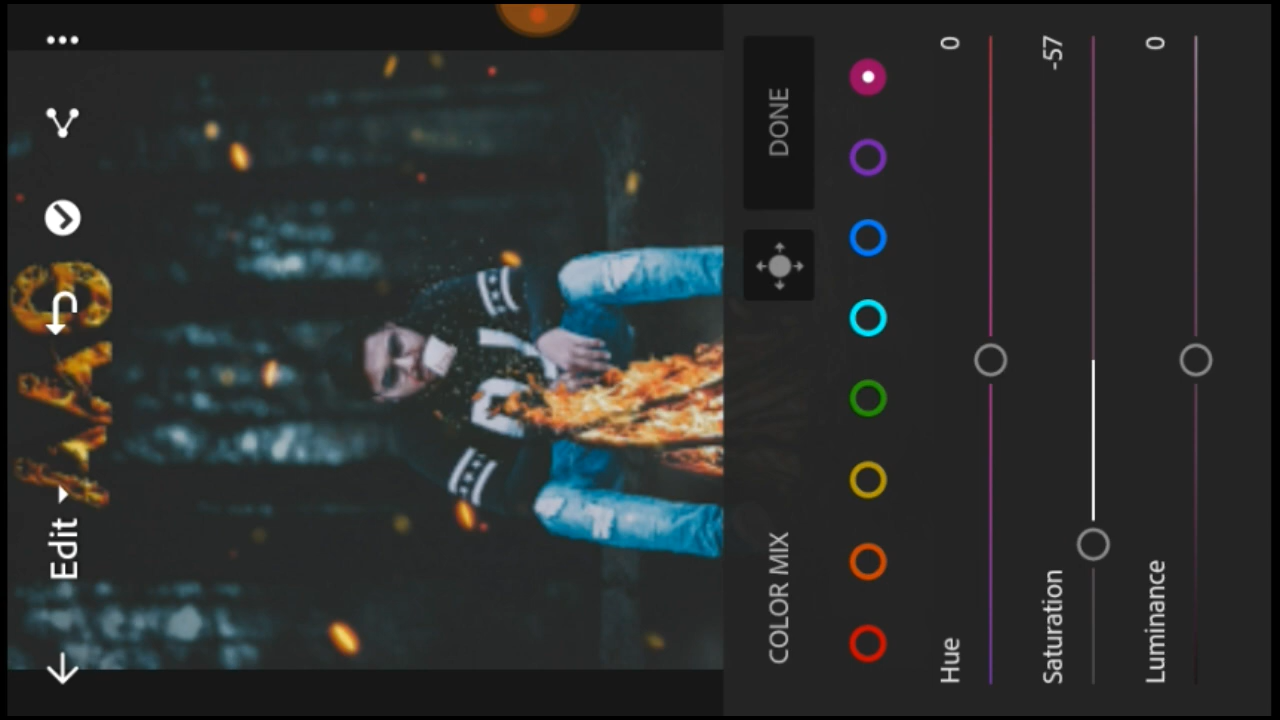 Edit
COLOR MIX DONE
Hue 0
Saturation -57
Luminance 0